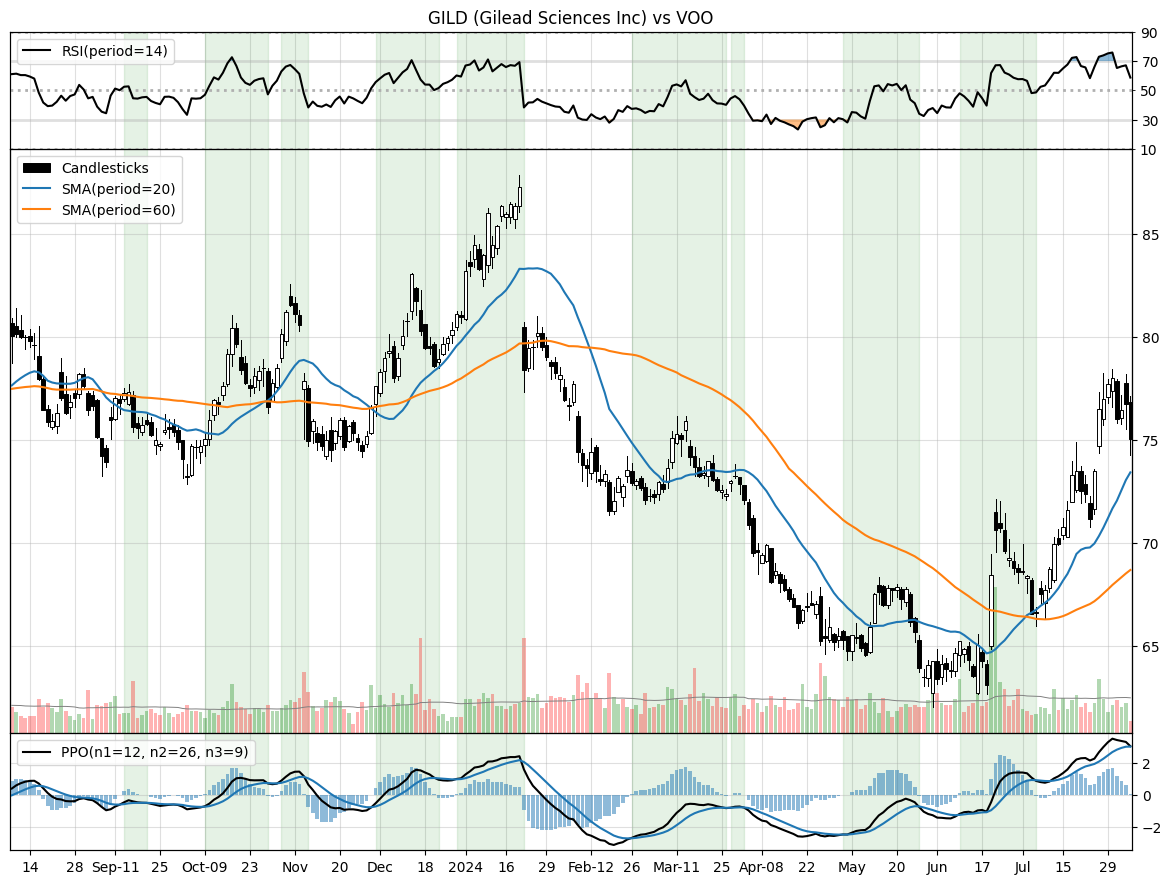 GILD (Gilead Sciences Inc) vs VOO
RSI(period=14)
90
70
50
30
10
Candlesticks
SMA(period=20)
SMA(period=60)
85
80
75
70
65
PPO(n1=12, n2=26, n3=9)
2
0
−2
14 28 Sep-11 25 Oct-09 23 Nov 20 Dec 18 2024 16 29 Feb-12 26 Mar-11 25 Apr-08 22 May 20 Jun 17 Jul 15 29